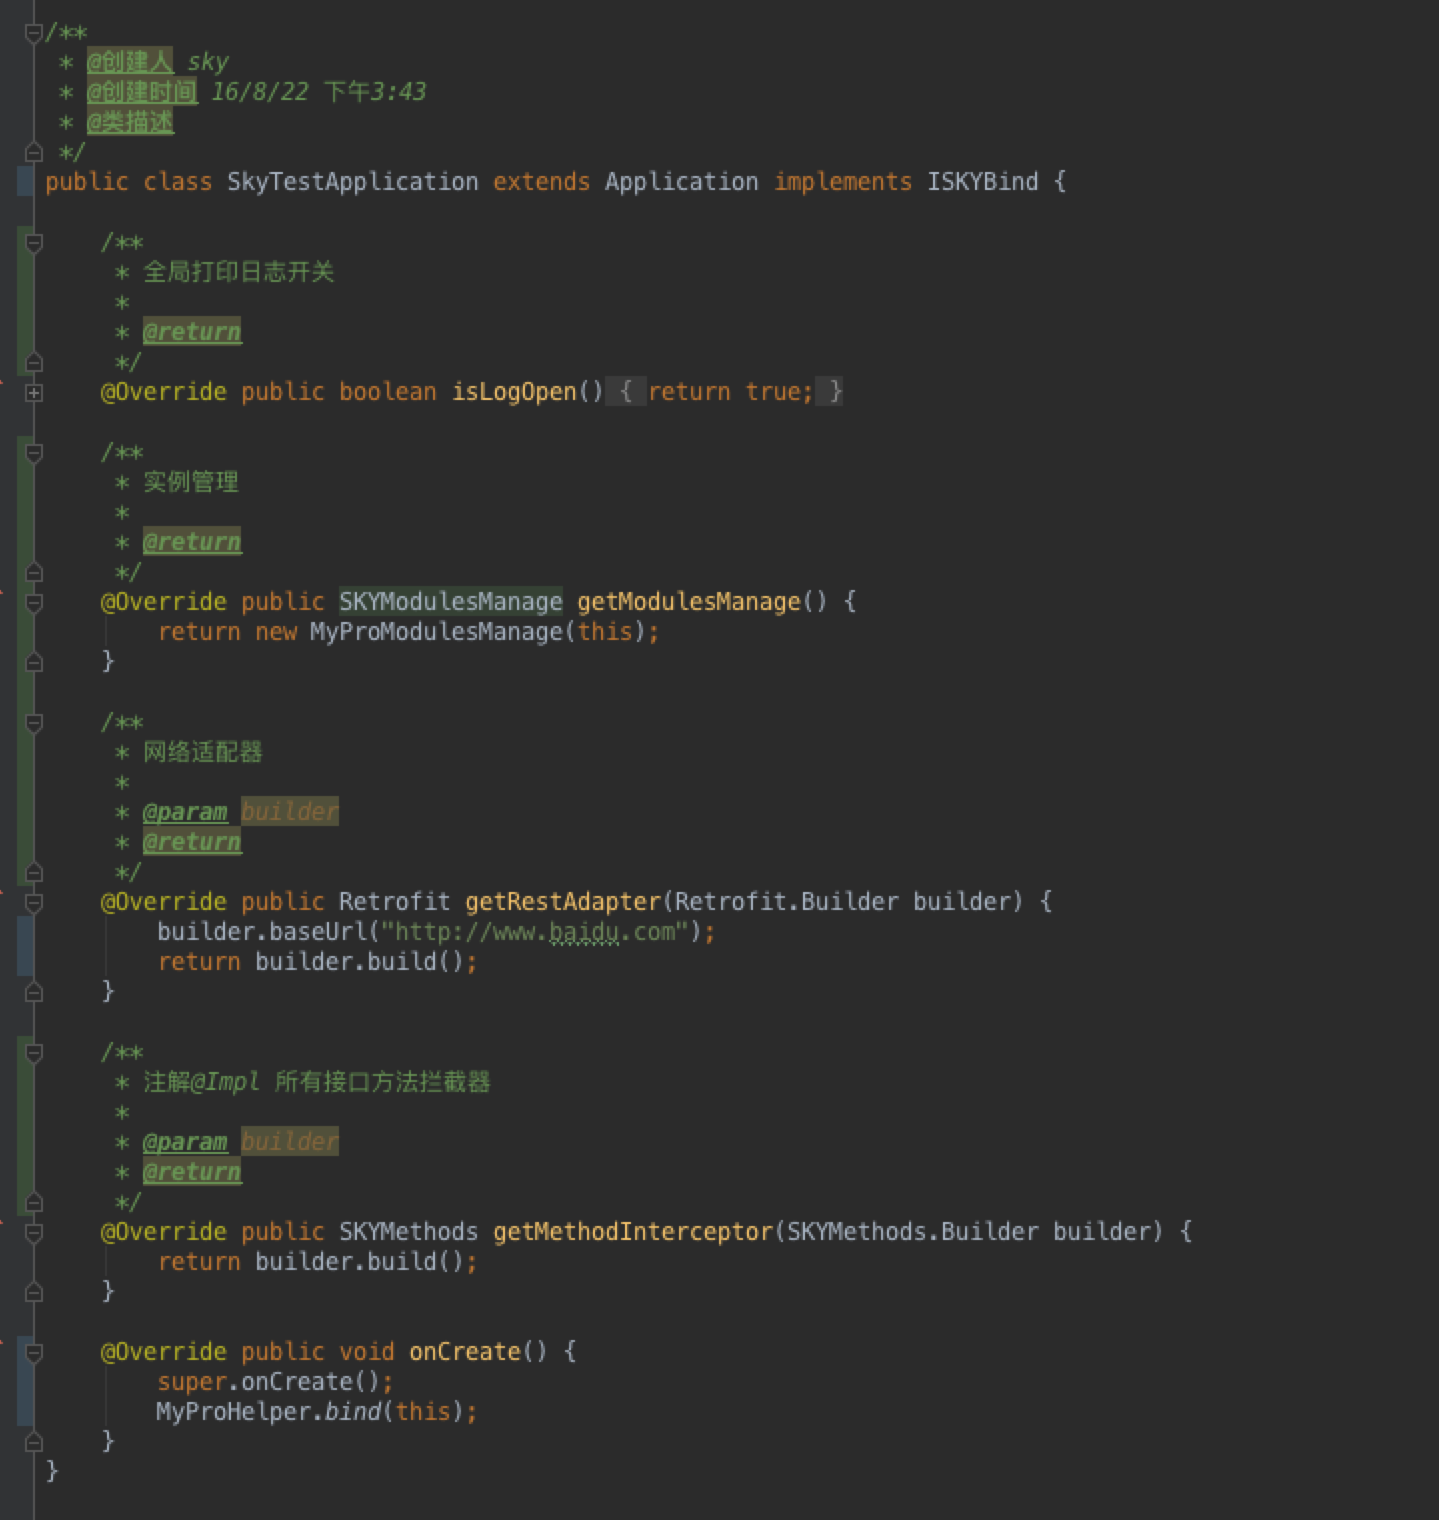 /**
 * @创建人 sky
 * @创建时间 16/8/22 下午3:43
 * @类描述
 */
public class SkyTestApplication extends Application implements ISKYBind {

    /**
     * 全局打印日志开关
     *
     * @return
     */
    @Override public boolean isLogOpen() { return true; }

    /**
     * 实例管理
     *
     * @return
     */
    @Override public SKYModulesManage getModulesManage() {
        return new MyProModulesManage(this);
    }

    /**
     * 网络适配器
     *
     * @param builder
     * @return
     */
    @Override public Retrofit getRestAdapter(Retrofit.Builder builder) {
        builder.baseUrl("http://www.baidu.com");
        return builder.build();
    }

    /**
     * 注解@Impl 所有接口方法拦截器
     *
     * @param builder
     * @return
     */
    @Override public SKYMethods getMethodInterceptor(SKYMethods.Builder builder) {
        return builder.build();
    }

    @Override public void onCreate() {
        super.onCreate();
        MyProHelper.bind(this);
    }
}